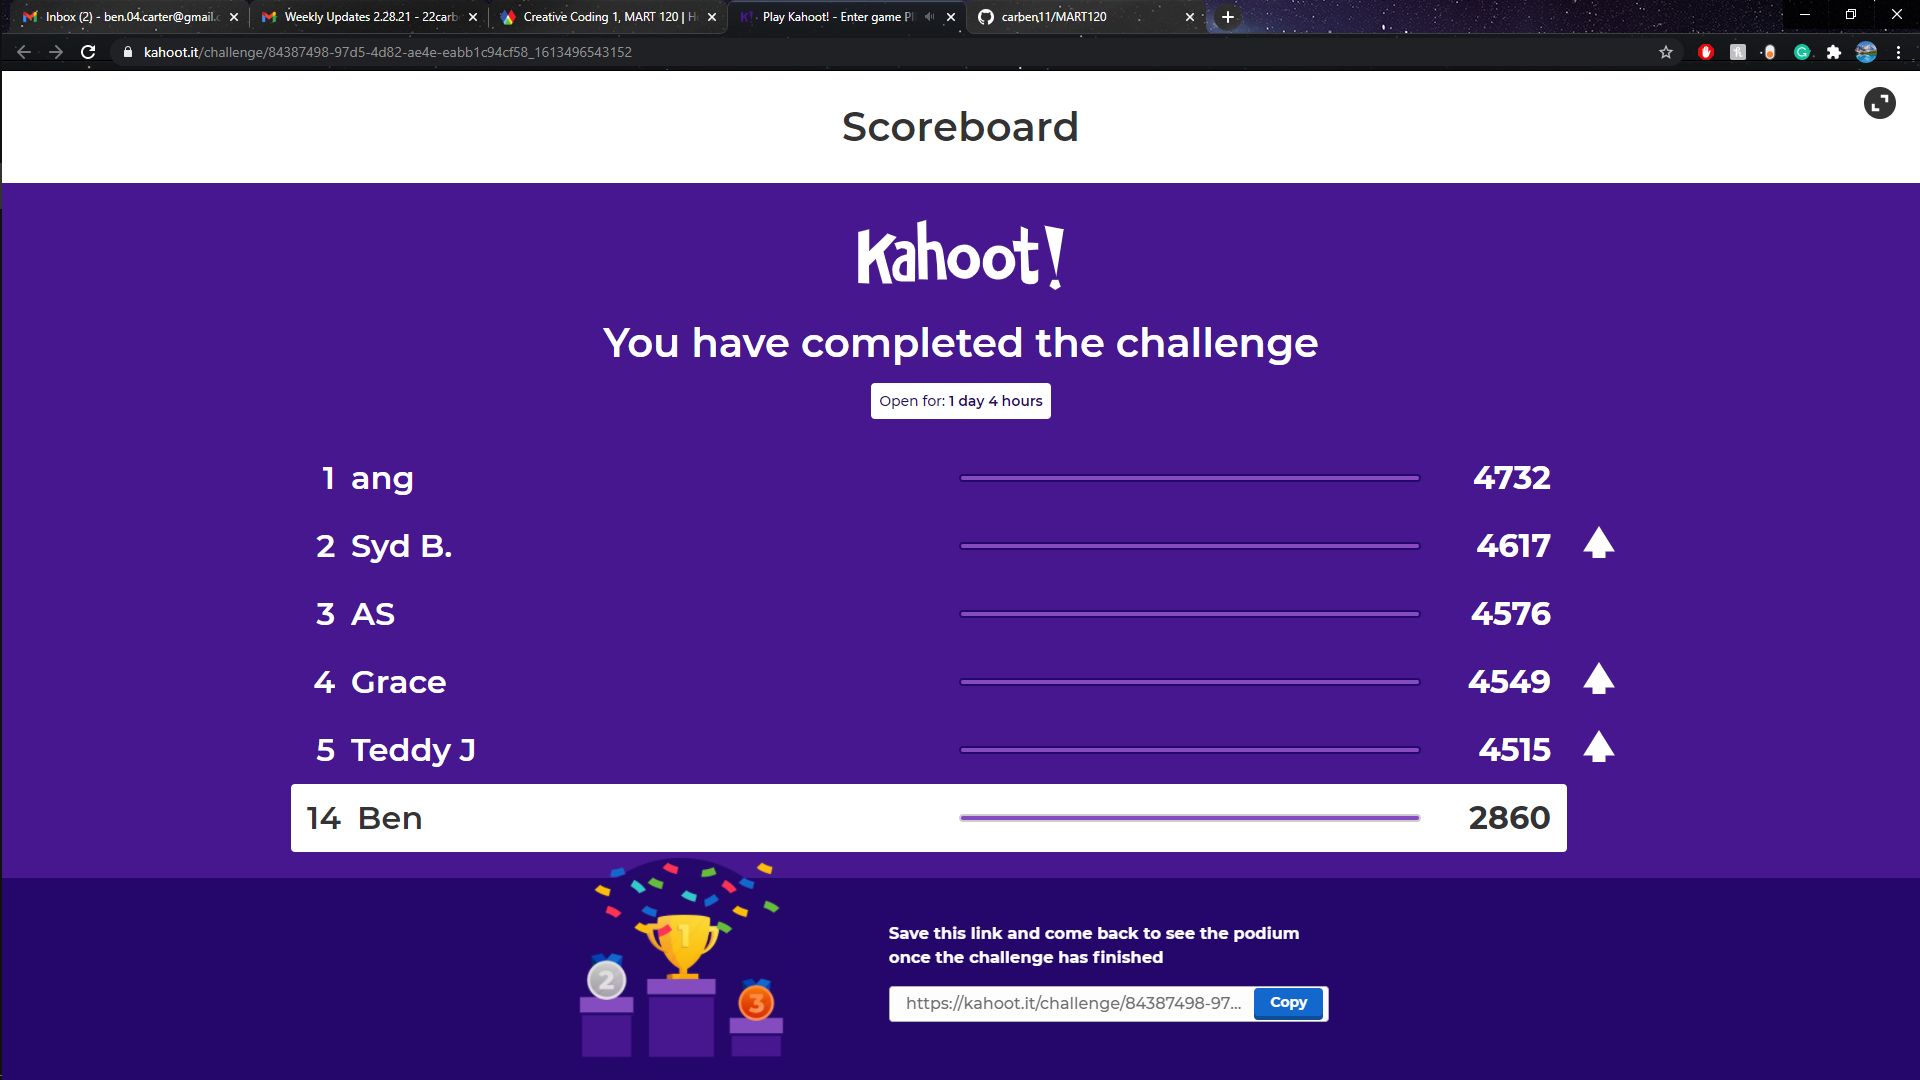 Inbox (2) - ben.04.carter@gmail.c
Weekly Updates 2.28.21 - 22carb
Creative Coding 1, MART 120 | H
Play Kahoot! - Enter game PI
carben11/MART120
kahoot.it/challenge/84387498-97d5-4d82-ae4e-eabb1c94cf58_1613496543152
Scoreboard
Kahoot!
You have completed the challenge
Open for: 1 day 4 hours
1 ang 4732
2 Syd B. 4617
3 AS 4576
4 Grace 4549
5 Teddy J 4515
14 Ben 2860
1
2
3
Save this link and come back to see the podium
once the challenge has finished
https://kahoot.it/challenge/84387498-97... Copy